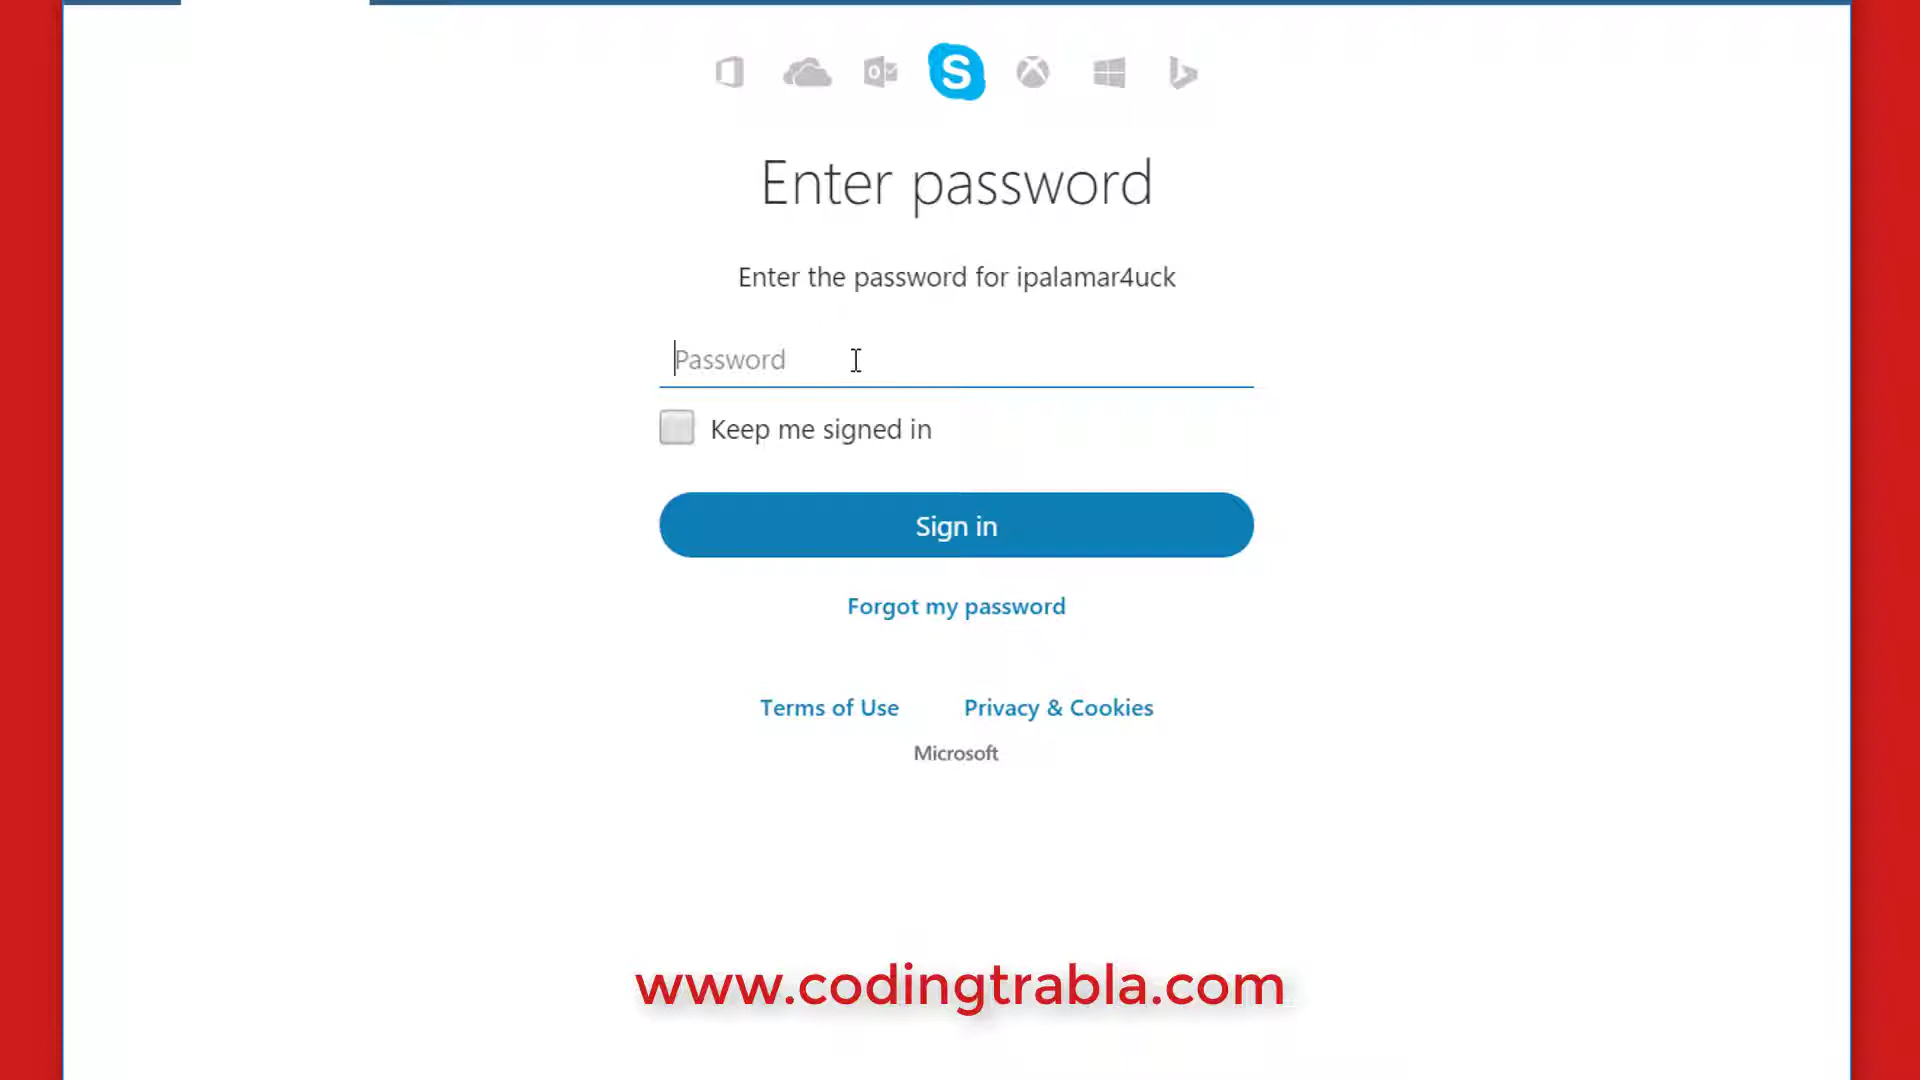 Enter password
Enter the password for ipalamar4uck
Password
Keep me signed in
Sign in
Forgot my password
Terms of Use Privacy & Cookies
Microsoft
www.codingtrabla.com